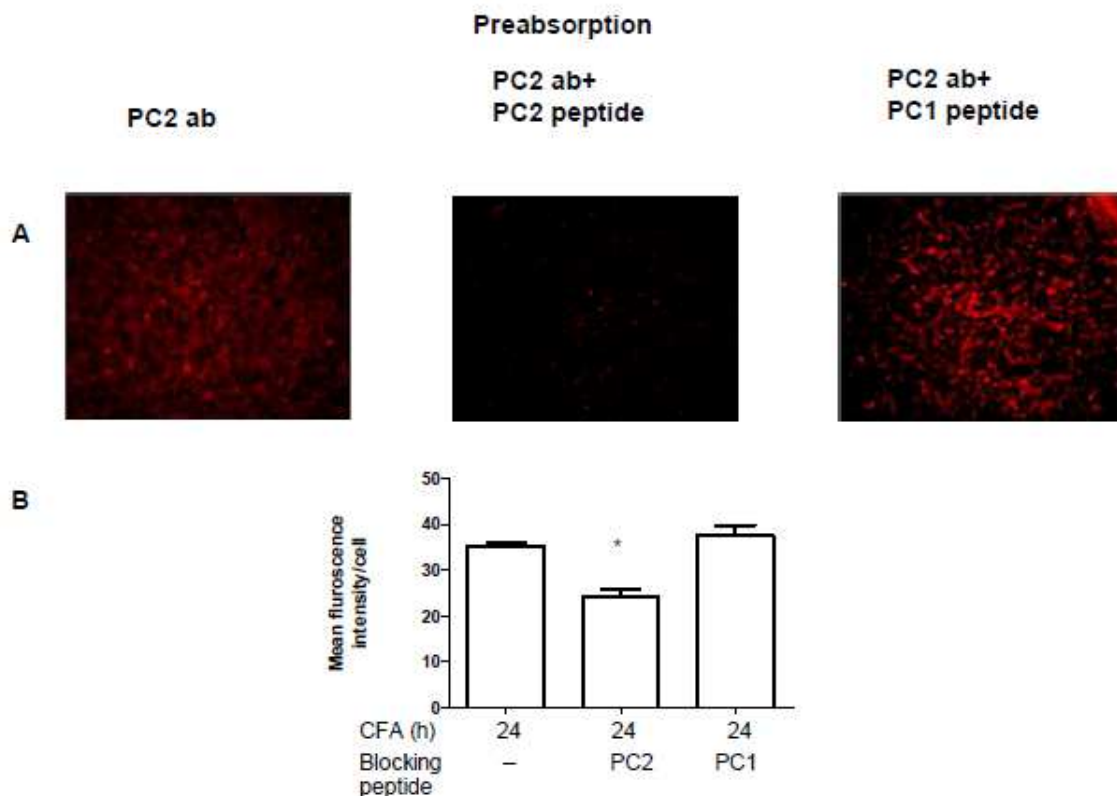 Preabsorption
PC2 ab
PC2 ab+
PC2 peptide
PC2 ab+
PC1 peptide
A
B
Mean fluroscence
intensity/cell
50
40
30
20
10
0
*
CFA (h) 24 24 24
Blocking – PC2 PC1
peptide